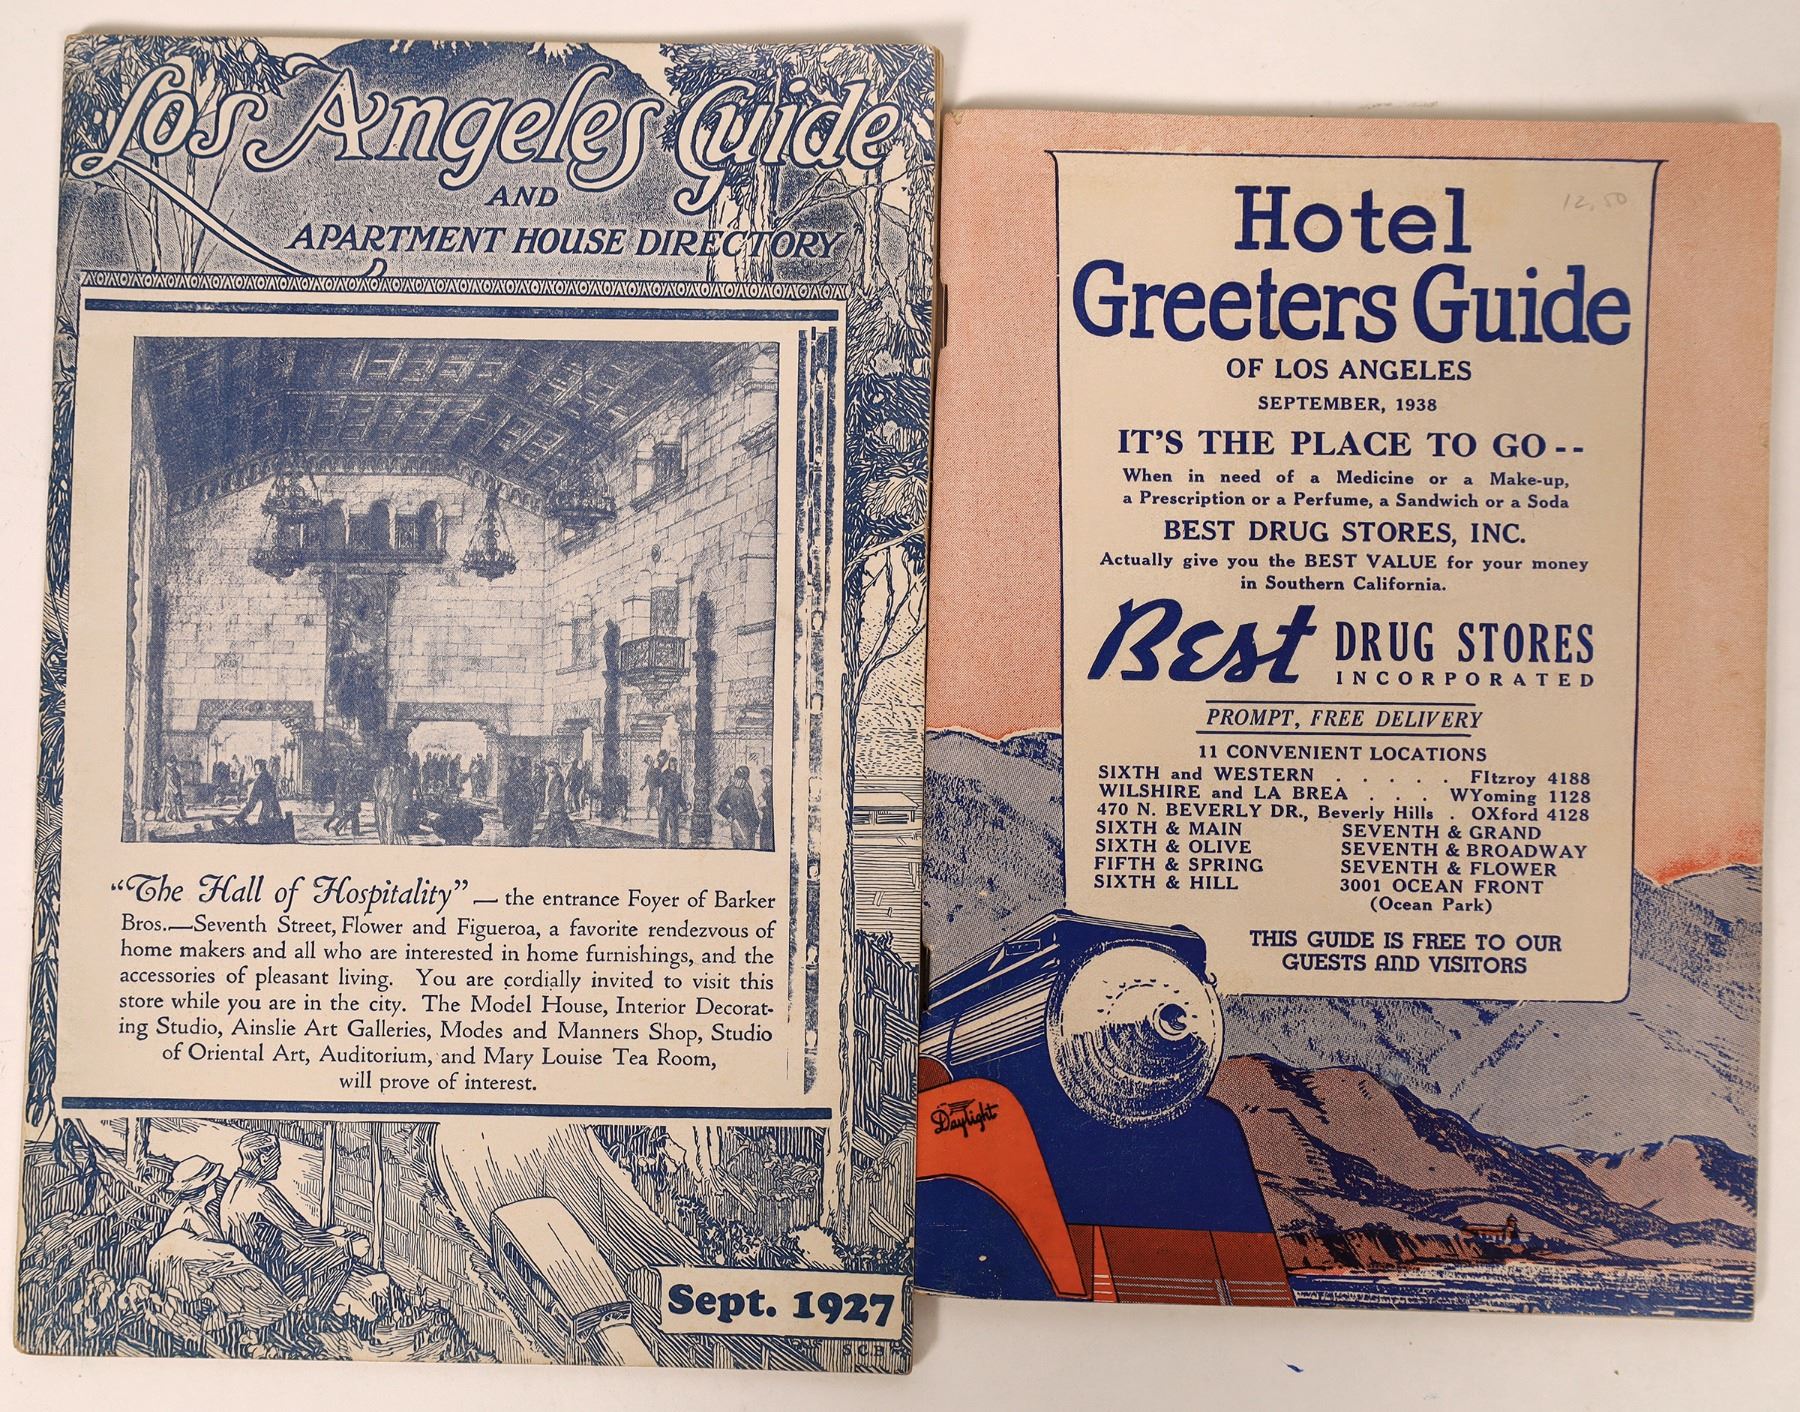 Los Angeles Guide
AND
APARTMENT HOUSE DIRECTORY
"The Hall of Hospitality" — the entrance Foyer of Barker
Bros.—Seventh Street, Flower and Figueroa, a favorite rendezvous of
home makers and all who are interested in home furnishings, and the
accessories of pleasant living. You are cordially invited to visit this
store while you are in the city. The Model House, Interior Decorat-
ing Studio, Ainslie Art Galleries, Modes and Manners Shop, Studio
of Oriental Art, Auditorium, and Mary Louise Tea Room,
will prove of interest.
Sept. 1927
S.C.B.
12.50
Hotel
Greeters Guide
OF LOS ANGELES
SEPTEMBER, 1938
IT'S THE PLACE TO GO--
When in need of a Medicine or a Make-up,
a Prescription or a Perfume, a Sandwich or a Soda
BEST DRUG STORES, INC.
Actually give you the BEST VALUE for your money
in Southern California.
Best DRUG STORES
INCORPORATED
PROMPT, FREE DELIVERY
11 CONVENIENT LOCATIONS
SIXTH and WESTERN . . . . . FItzroy 4188
WILSHIRE and LA BREA . . . WYoming 1128
470 N. BEVERLY DR., Beverly Hills . OXford 4128
SIXTH & MAIN SEVENTH & GRAND
SIXTH & OLIVE SEVENTH & BROADWAY
FIFTH & SPRING SEVENTH & FLOWER
SIXTH & HILL 3001 OCEAN FRONT
(Ocean Park)
THIS GUIDE IS FREE TO OUR
GUESTS AND VISITORS
Daylight